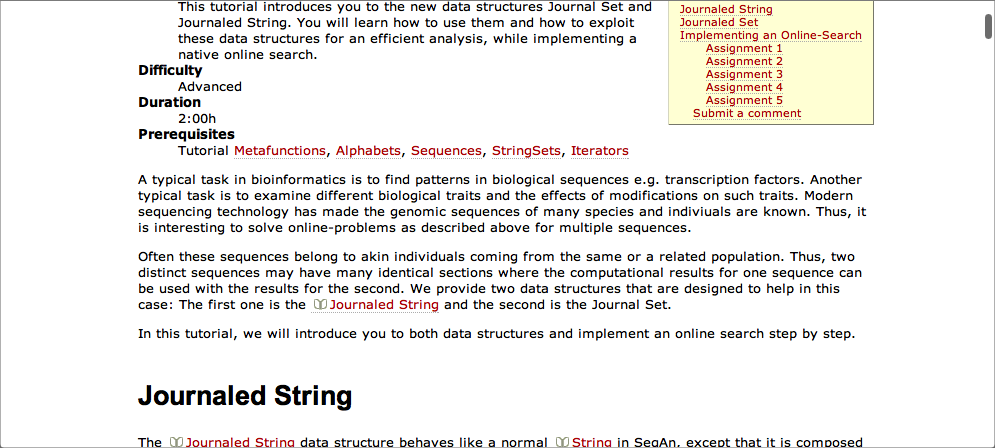 This tutorial introduces you to the new data structures Journal Set and
Journaled String. You will learn how to use them and how to exploit
these data structures for an efficient analysis, while implementing a
native online search.
Difficulty
Advanced
Duration
2:00h
Prerequisites
Tutorial Metafunctions, Alphabets, Sequences, StringSets, Iterators
Journaled String
Journaled Set
Implementing an Online-Search
Assignment 1
Assignment 2
Assignment 3
Assignment 4
Assignment 5
Submit a comment
A typical task in bioinformatics is to find patterns in biological sequences e.g. transcription factors. Another
typical task is to examine different biological traits and the effects of modifications on such traits. Modern
sequencing technology has made the genomic sequences of many species and indiviuals are known. Thus, it
is interesting to solve online-problems as described above for multiple sequences.
Often these sequences belong to akin individuals coming from the same or a related population. Thus, two
distinct sequences may have many identical sections where the computational results for one sequence can
be used with the results for the second. We provide two data structures that are designed to help in this
case: The first one is the Journaled String and the second is the Journal Set.
In this tutorial, we will introduce you to both data structures and implement an online search step by step.
Journaled String
The Journaled String data structure behaves like a normal String in SeqAn, except that it is composed